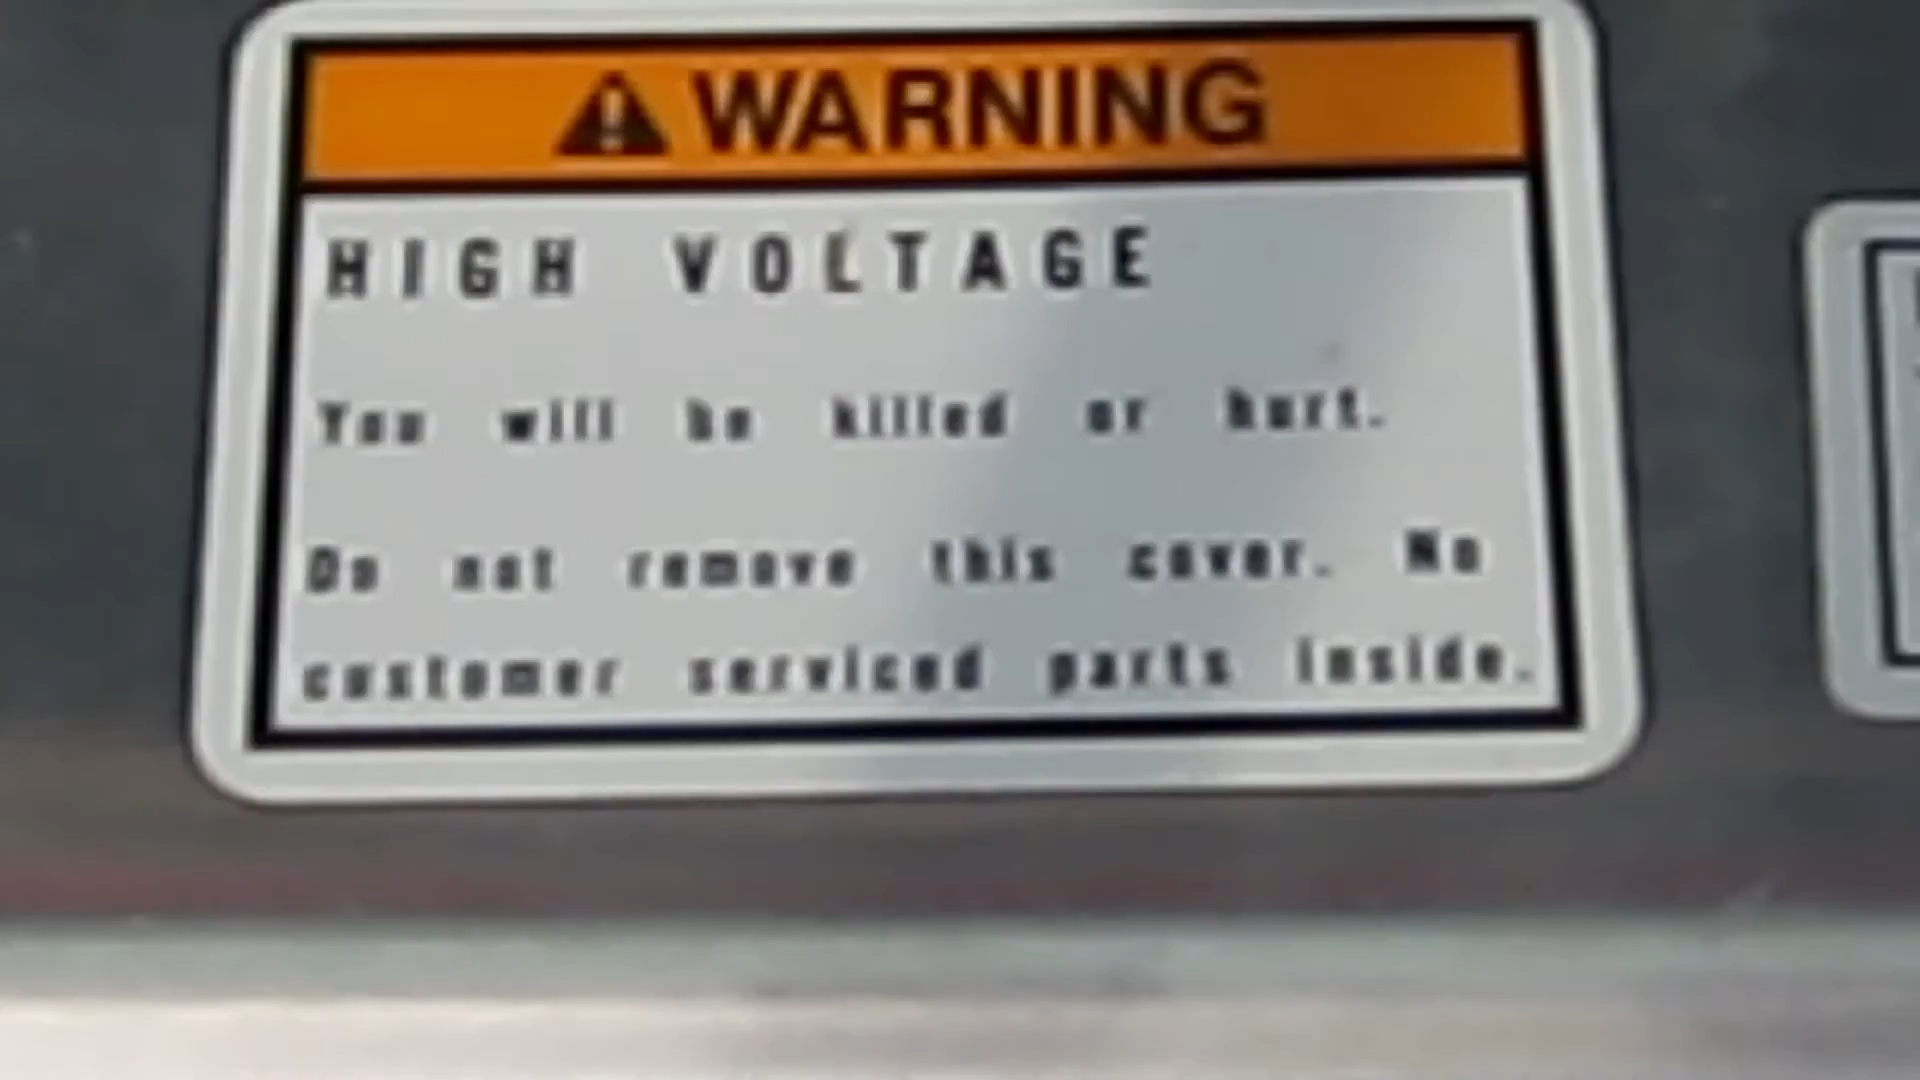 WARNING
HIGH VOLTAGE
You will be killed or hurt.
Do not remove this cover. No
customer serviced parts inside.